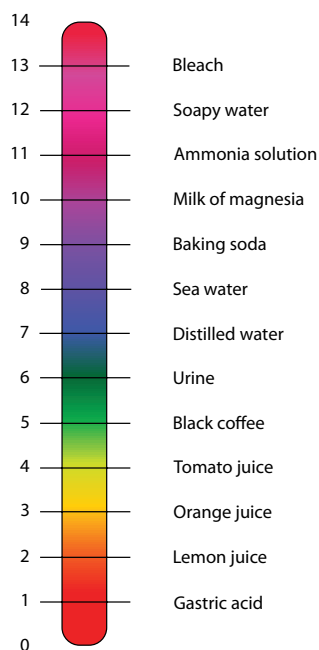 14
13 Bleach
12 Soapy water
11 Ammonia solution
10 Milk of magnesia
9 Baking soda
8 Sea water
7 Distilled water
6 Urine
5 Black coffee
4 Tomato juice
3 Orange juice
2 Lemon juice
1 Gastric acid
0